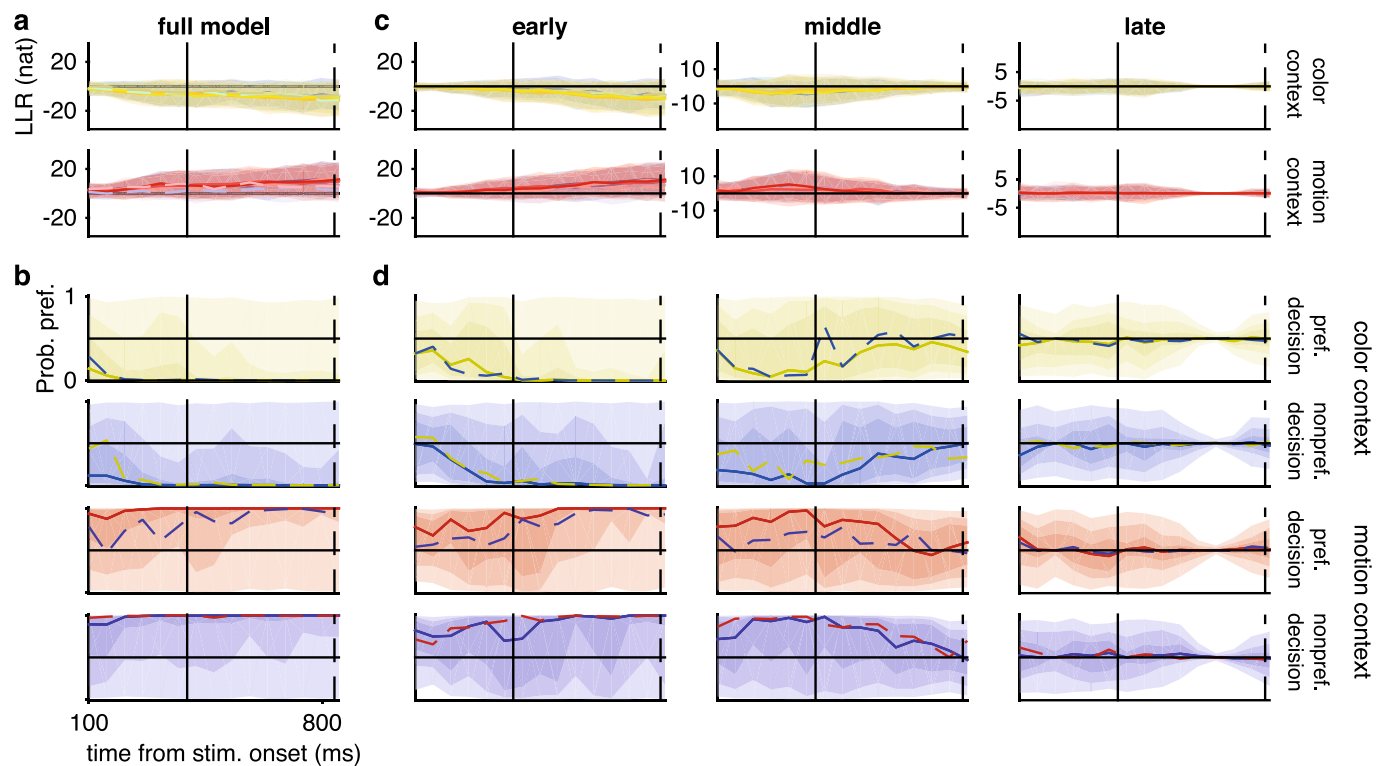 a full model c early middle late
LLR (nat)
20
-20
20
-20
10
-10
5
-5
color
context
20
-20
20
-20
10
-10
5
-5
motion
context
b d
Prob. pref.
1
0
pref.
decision
nonpref.
decision
color context
pref.
decision
nonpref.
decision
motion context
100 800
time from stim. onset (ms)